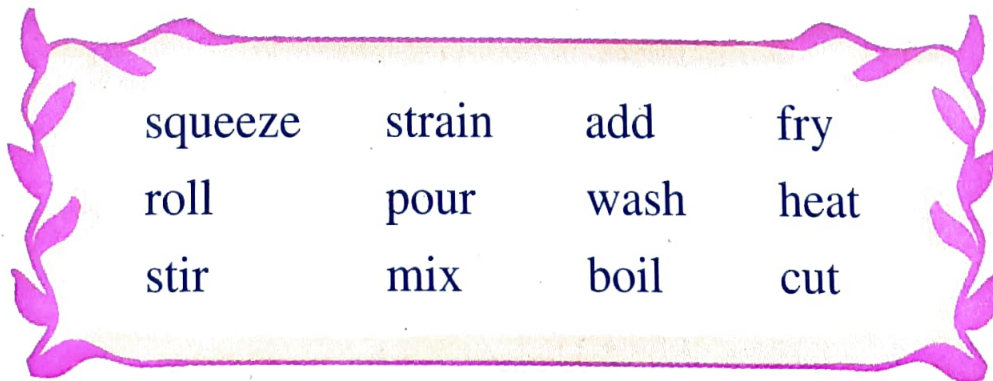 squeeze strain add fry
roll pour wash heat
stir mix boil cut